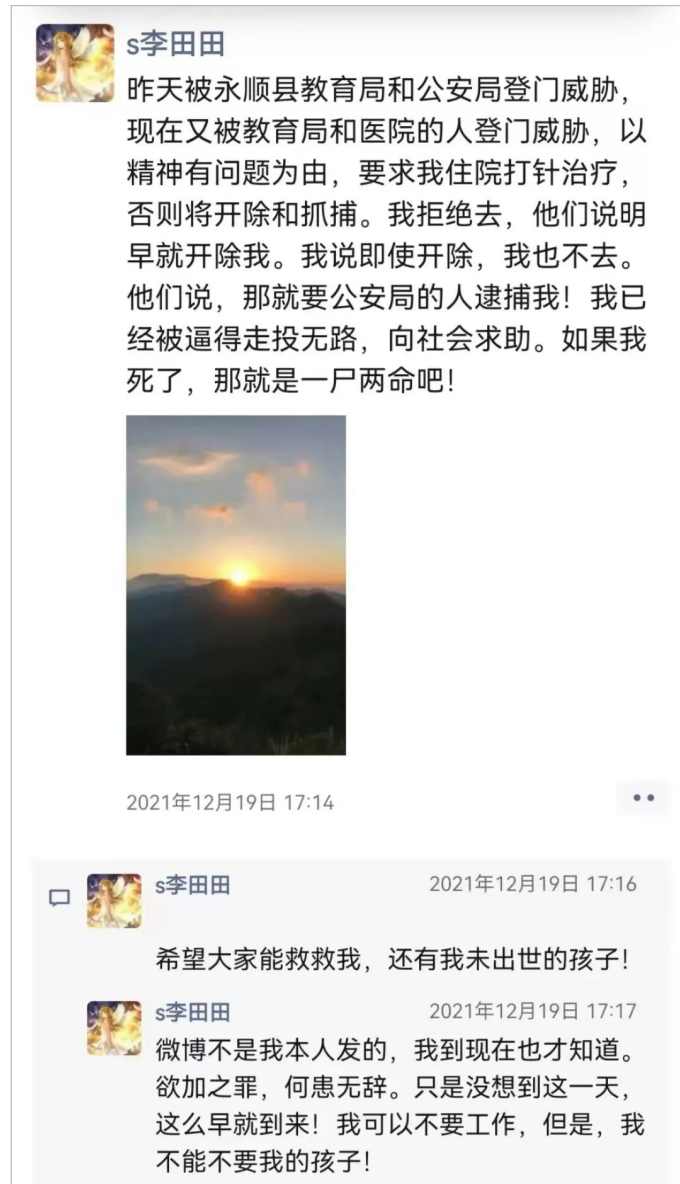 s李田田
昨天被永顺县教育局和公安局登门威胁，
现在又被教育局和医院的人登门威胁，以
精神有问题为由，要求我住院打针治疗，
否则将开除和抓捕。我拒绝去，他们说明
早就开除我。我说即使开除，我也不去。
他们说，那就要公安局的人逮捕我！我已
经被逼得走投无路，向社会求助。如果我
死了，那就是一尸两命吧！
2021年12月19日 17:14
s李田田 2021年12月19日 17:16
希望大家能救救我，还有我未出世的孩子！
s李田田 2021年12月19日 17:17
微博不是我本人发的，我到现在也才知道。
欲加之罪，何患无辞。只是没想到这一天，
这么早就到来！我可以不要工作，但是，我
不能不要我的孩子！